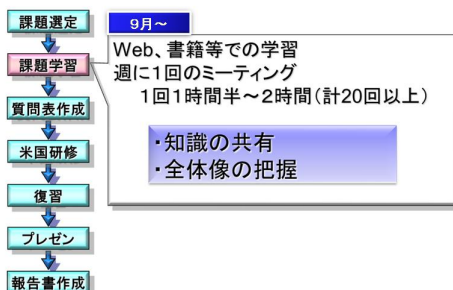 課題選定
9月～
課題学習
Web、書籍等での学習
週に1回のミーティング
1回1時間半～2時間(計20回以上)
・知識の共有
・全体像の把握
質問表作成
米国研修
復習
プレゼン
報告書作成